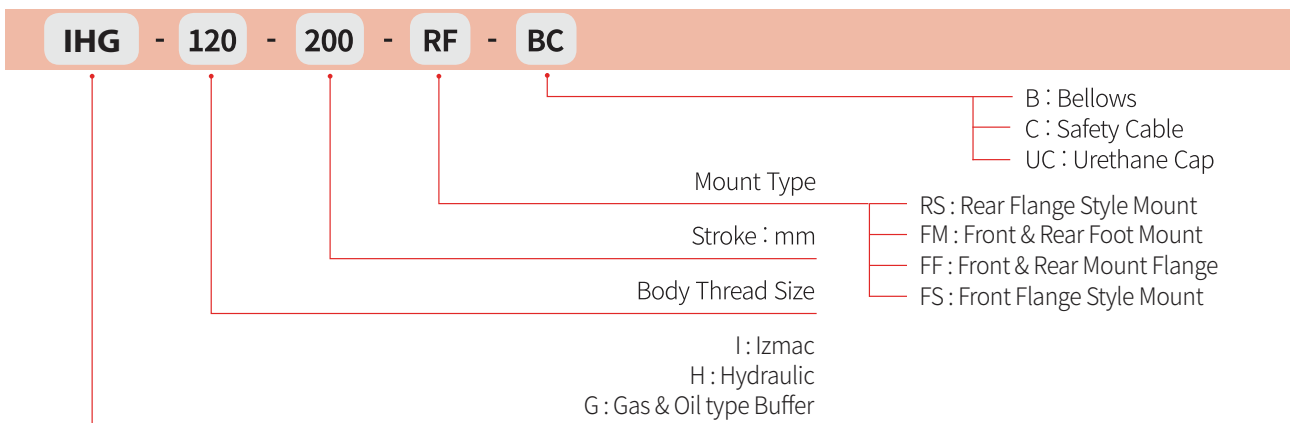 IHG - 120 - 200 - RF - BC
B : Bellows
C : Safety Cable
UC : Urethane Cap
Mount Type
RS : Rear Flange Style Mount
FM : Front & Rear Foot Mount
FF : Front & Rear Mount Flange
FS : Front Flange Style Mount
Stroke : mm
Body Thread Size
I : Izmac
H : Hydraulic
G : Gas & Oil type Buffer